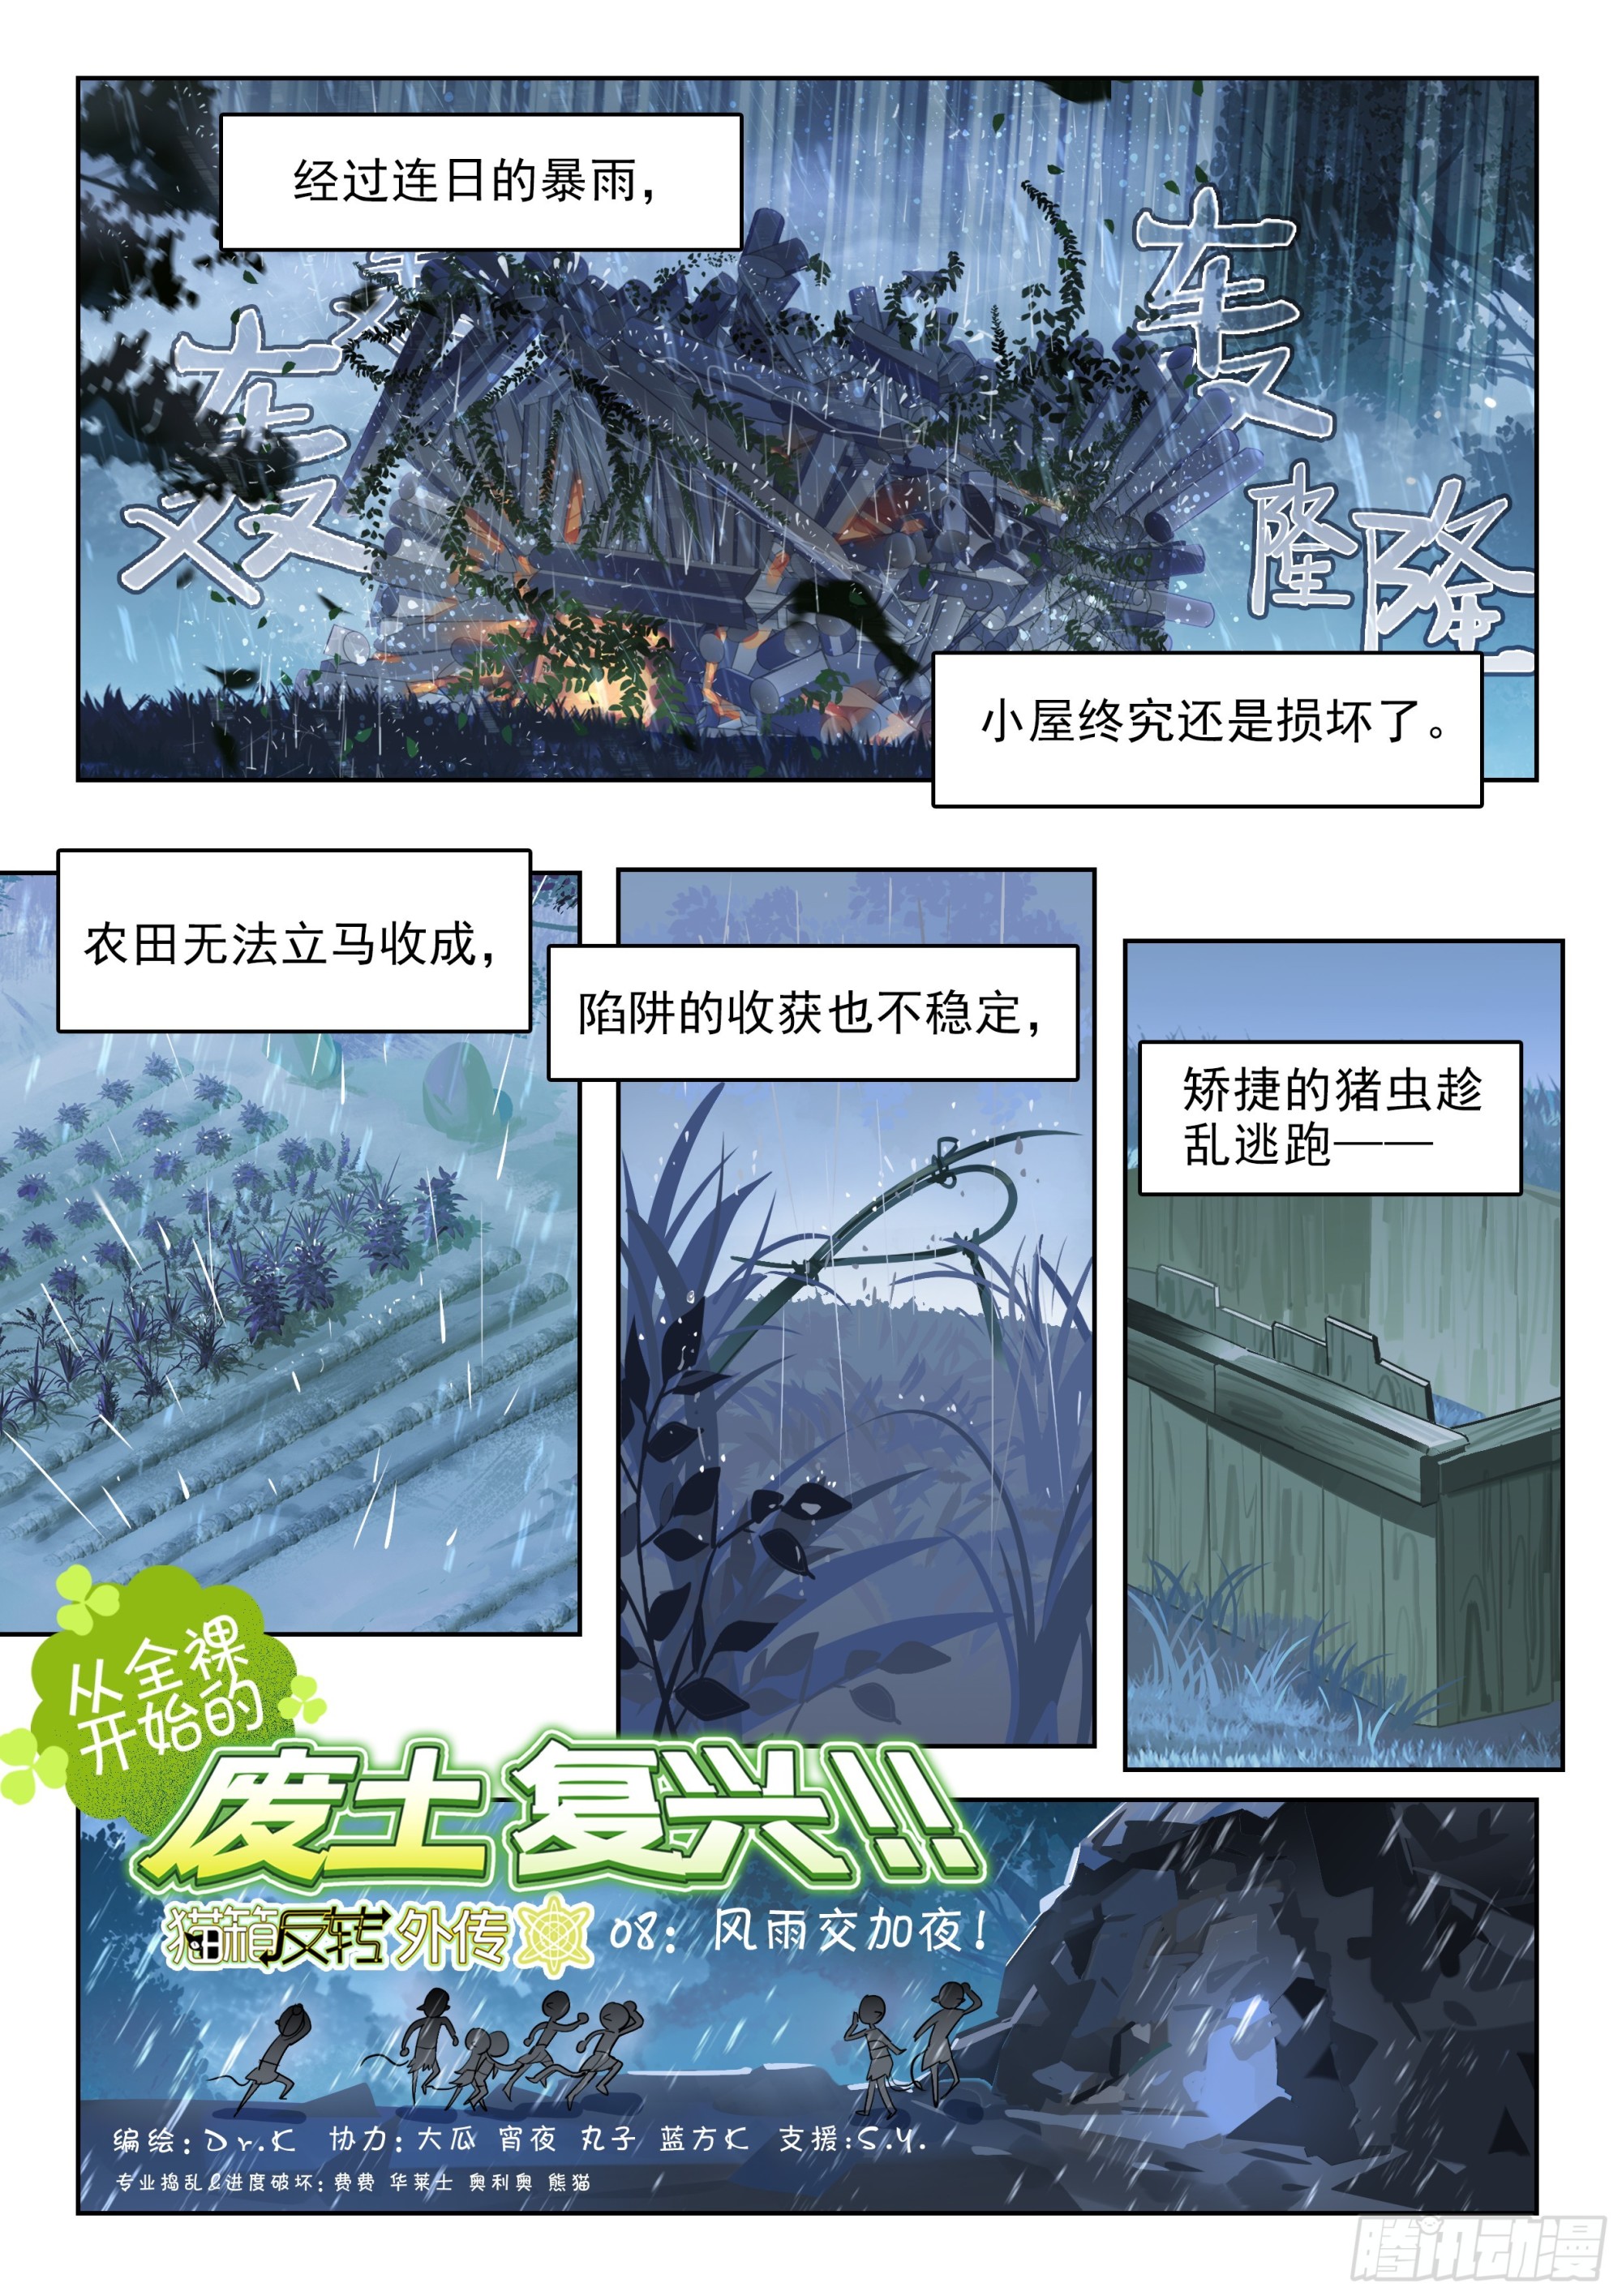 经过连日的暴雨，
轰
轰
轰
隆
隆
小屋终究还是损坏了。
农田无法立马收成，
陷阱的收获也不稳定，
矫捷的猪虫趁
乱逃跑——
从全裸
开始的
废土复兴!!
猫箱反转外传
08：风雨交加夜!
编绘：Dr.K 协力：大瓜 宵夜 丸子 蓝方K 支援：S.Y.
专业捣乱&进度破坏：费费 华莱士 奥利奥 熊猫
腾讯动漫